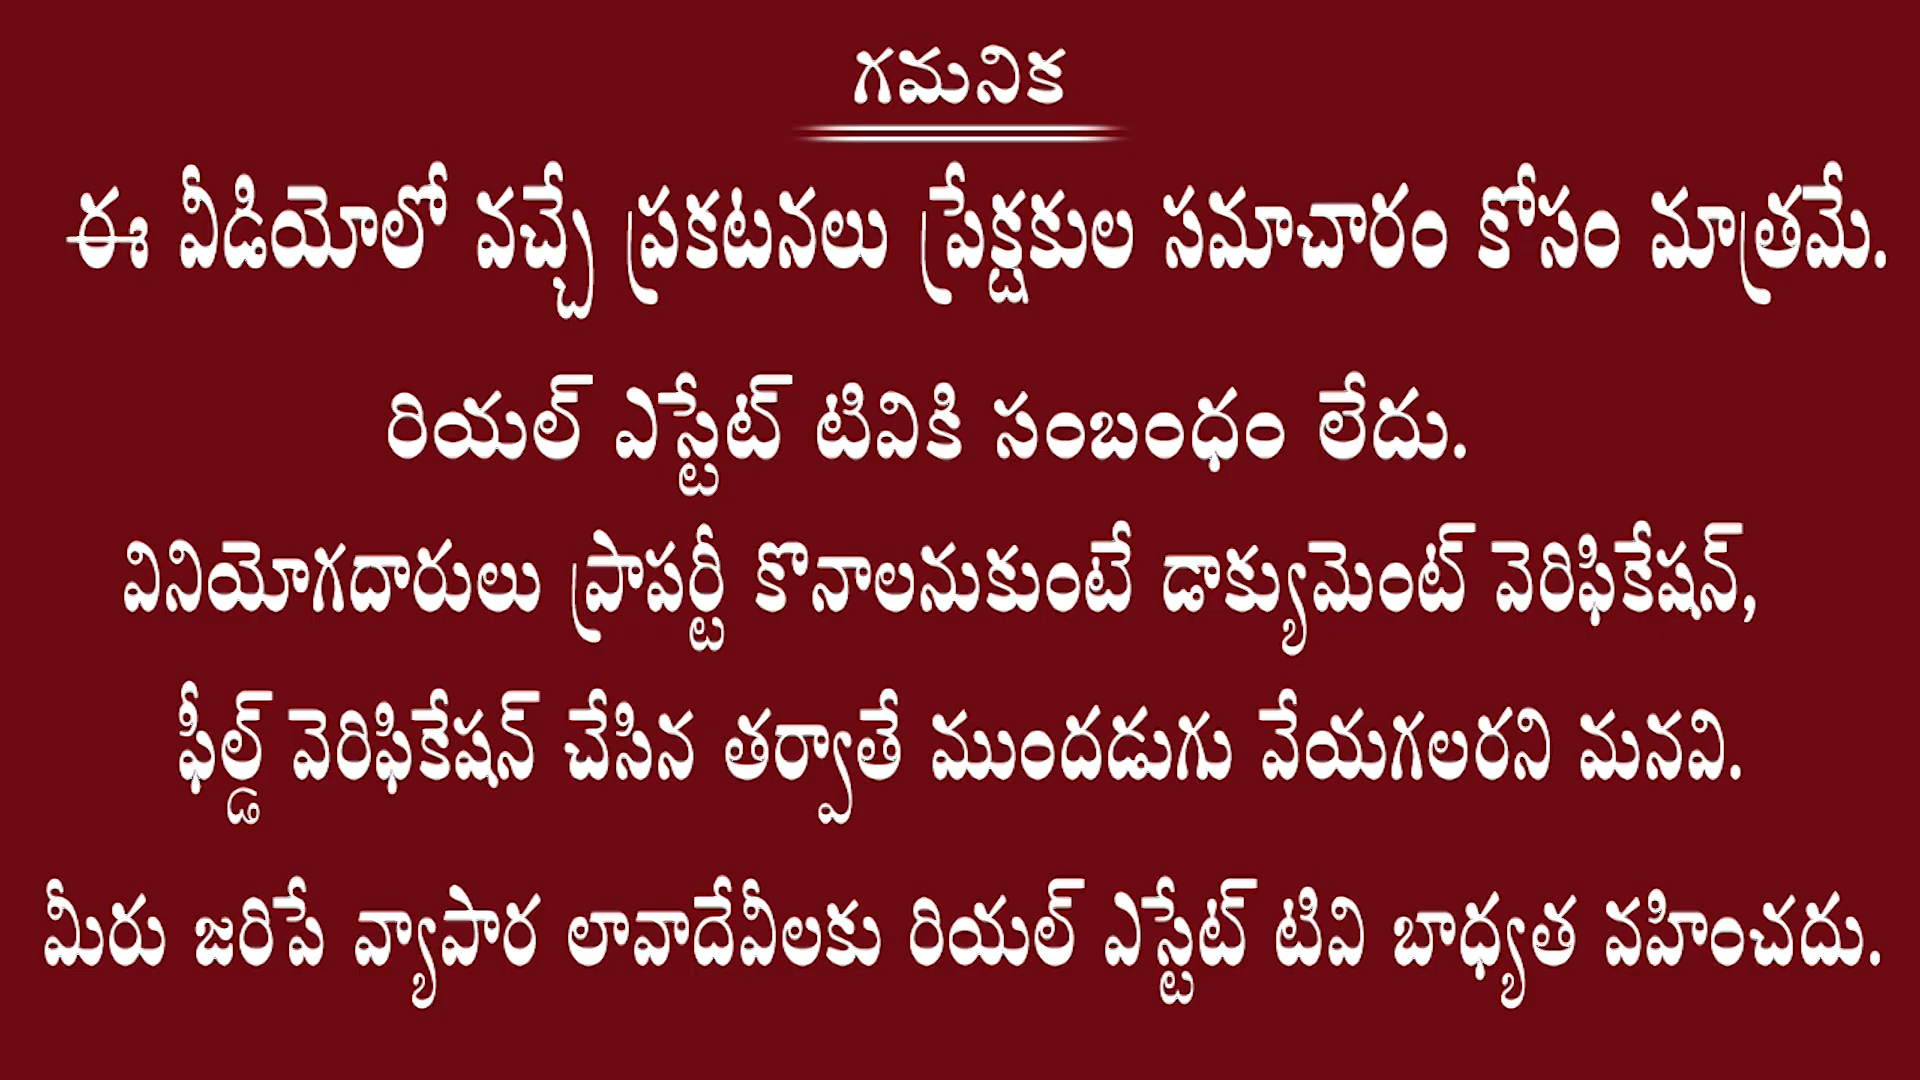 గమనిక
ఈ వీడియోలో వచ్చే ప్రకటనలు ప్రేక్షకుల సమాచారం కోసం మాత్రమే.
రియల్ ఎస్టేట్ టివికి సంబంధం లేదు.
వినియోగదారులు ప్రాపర్టీ కొనాలనుకుంటే డాక్యుమెంట్ వెరిఫికేషన్,
ఫీల్డ్ వెరిఫికేషన్ చేసిన తర్వాతే ముందడుగు వేయగలరని మనవి.
మీరు జరిపే వ్యాపార లావాదేవీలకు రియల్ ఎస్టేట్ టివి బాధ్యత వహించదు.